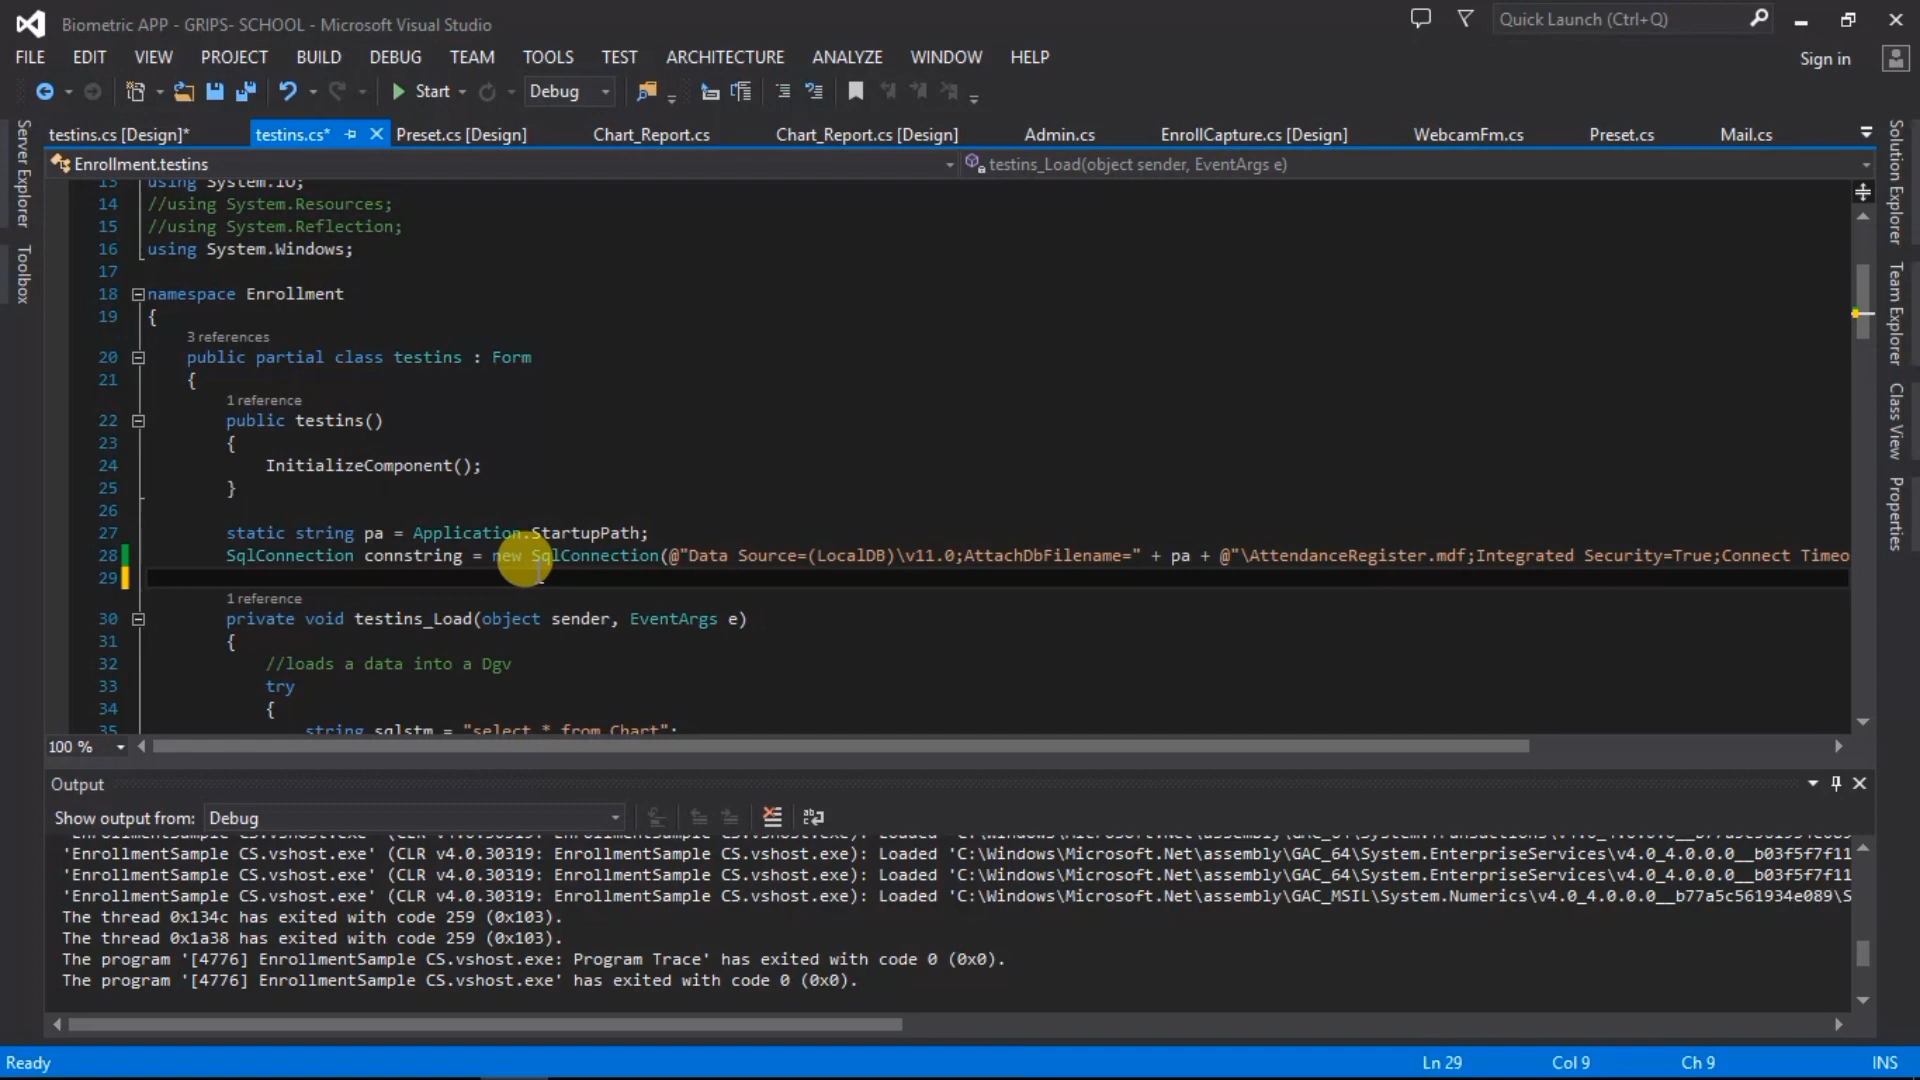 Biometric APP - GRIPS- SCHOOL - Microsoft Visual Studio
Quick Launch (Ctrl+Q)
FILE EDIT VIEW PROJECT BUILD DEBUG TEAM TOOLS TEST ARCHITECTURE ANALYZE WINDOW HELP
Sign in
Start
Debug
testins.cs [Design]* testins.cs* Preset.cs [Design] Chart_Report.cs Chart_Report.cs [Design] Admin.cs EnrollCapture.cs [Design] WebcamFm.cs Preset.cs Mail.cs
Enrollment.testins
testins_Load(object sender, EventArgs e)
Server Explorer
Toolbox
Solution Explorer
Team Explorer
Class View
Properties
13 using System.IO;
14 //using System.Resources;
15 //using System.Reflection;
16 using System.Windows;
17
18 namespace Enrollment
19 {
3 references
20 public partial class testins : Form
21 {
1 reference
22 public testins()
23 {
24 InitializeComponent();
25 }
26
27 static string pa = Application.StartupPath;
28 SqlConnection connstring = new SqlConnection(@"Data Source=(LocalDB)\v11.0;AttachDbFilename=" + pa + @"\AttendanceRegister.mdf;Integrated Security=True;Connect Timeo
29
1 reference
30 private void testins_Load(object sender, EventArgs e)
31 {
32 //loads a data into a Dgv
33 try
34 {
35 string sqlstm = "select * from Chart";
100 %
Output
Show output from: Debug
'EnrollmentSample CS.vshost.exe' (CLR v4.0.30319: EnrollmentSample CS.vshost.exe): Loaded 'C:\Windows\Microsoft.Net\assembly\GAC_64\System.EnterpriseServices\v4.0_4.0.0.0__b03f5f7f11
'EnrollmentSample CS.vshost.exe' (CLR v4.0.30319: EnrollmentSample CS.vshost.exe): Loaded 'C:\Windows\Microsoft.Net\assembly\GAC_64\System.EnterpriseServices\v4.0_4.0.0.0__b03f5f7f11
'EnrollmentSample CS.vshost.exe' (CLR v4.0.30319: EnrollmentSample CS.vshost.exe): Loaded 'C:\Windows\Microsoft.Net\assembly\GAC_MSIL\System.Numerics\v4.0_4.0.0.0__b77a5c561934e089\S
The thread 0x134c has exited with code 259 (0x103).
The thread 0x1a38 has exited with code 259 (0x103).
The program '[4776] EnrollmentSample CS.vshost.exe: Program Trace' has exited with code 0 (0x0).
The program '[4776] EnrollmentSample CS.vshost.exe' has exited with code 0 (0x0).
Ready
Ln 29 Col 9 Ch 9 INS